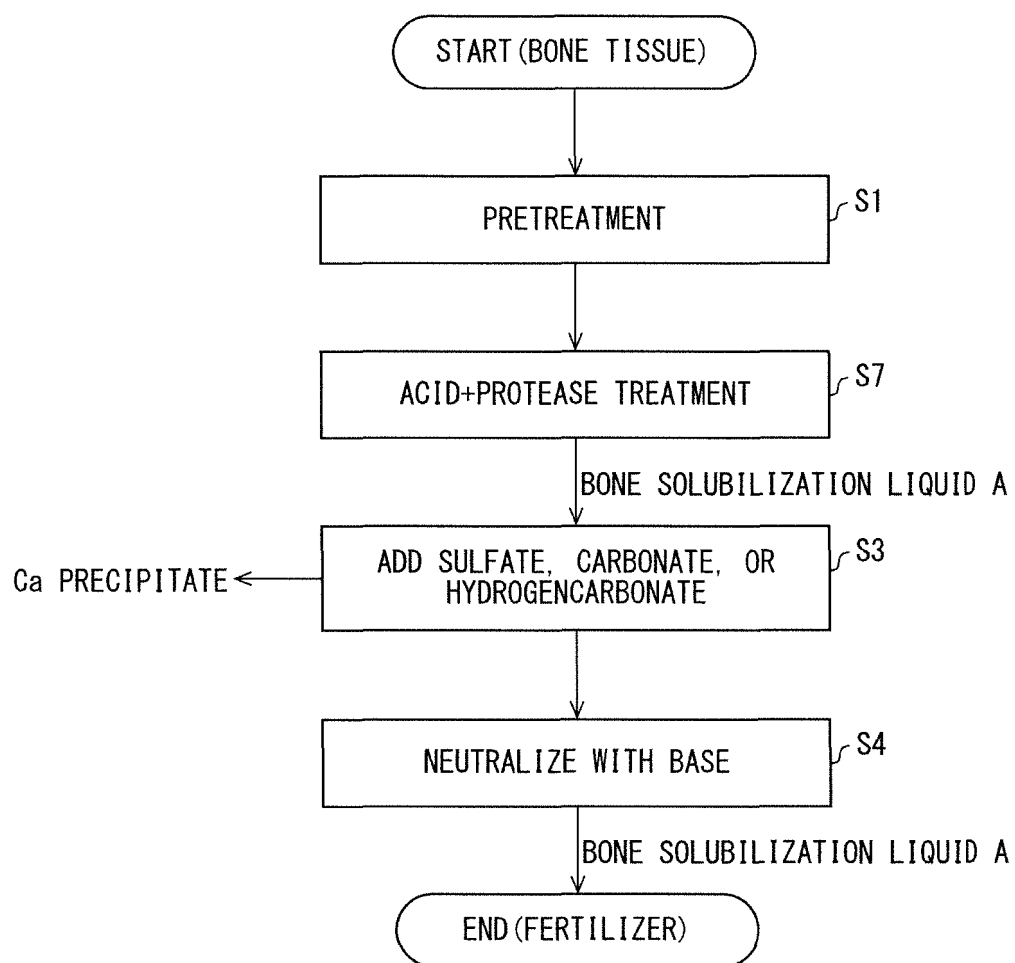 START(BONE TISSUE)
PRETREATMENT
S1
ACID+PROTEASE TREATMENT
S7
BONE SOLUBILIZATION LIQUID A
ADD SULFATE, CARBONATE, OR
HYDROGENCARBONATE
S3
Ca PRECIPITATE
NEUTRALIZE WITH BASE
S4
BONE SOLUBILIZATION LIQUID A
END(FERTILIZER)